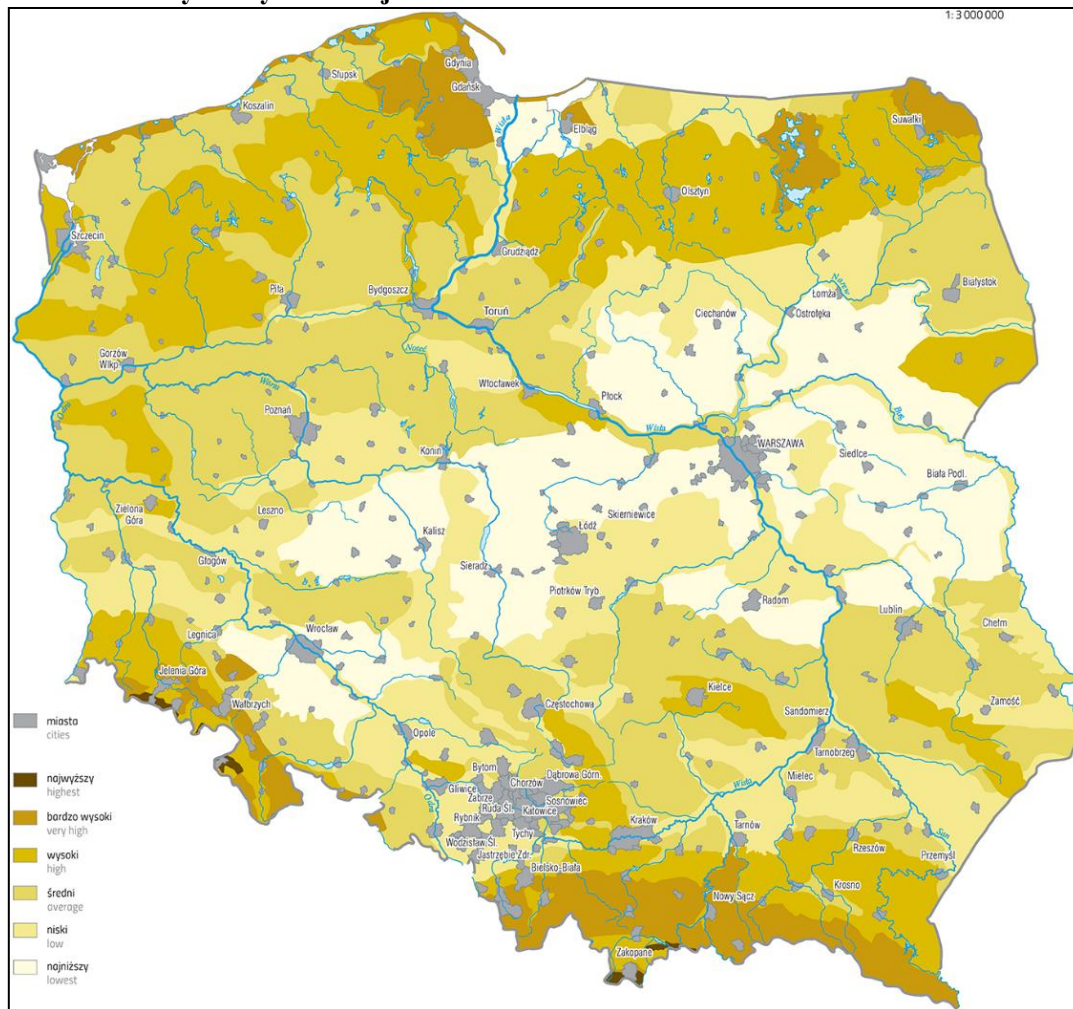 1: 3 000 000
Gdynia
Gdańsk
Słupsk
Koszalin
Wisła
Elbląg
Suwałki
Olsztyn
Szczecin
Grudziądz
Piła
Bydgoszcz
Toruń
Narew
Łomża
Białystok
Ciechanów
Ostrołęka
Gorzów
Wlkp.
Noteć
Włocławek
Płock
Warta
Odra
Poznań
Wisła
Bug
Konin
WARSZAWA
Siedlce
Biała Podl.
Zielona
Góra
Leszno
Kalisz
Skierniewice
Łódź
Głogów
Sieradz
Piotrków Tryb.
Radom
Lublin
Legnica
Wrocław
Chełm
Jelenia Góra
Wałbrzych
Kielce
Częstochowa
Zamość
Sandomierz
Opole
Tarnobrzeg
Bytom
Chorzów
Dąbrowa Górn.
Mielec
Wisła
Gliwice
Zabrze
Sosnowiec
Ruda Śl.
Katowice
Odra
Rybnik
Kraków
Tarnów
San
Wodzisław Śl.
Tychy
Rzeszów
Jastrzębie Zdr.
Przemyśl
Bielsko Biała
Krosno
Nowy Sącz
Zakopane
miasta
cities
najwyższy
highest
bardzo wysoki
very high
wysoki
high
średni
average
niski
low
najniższy
lowest